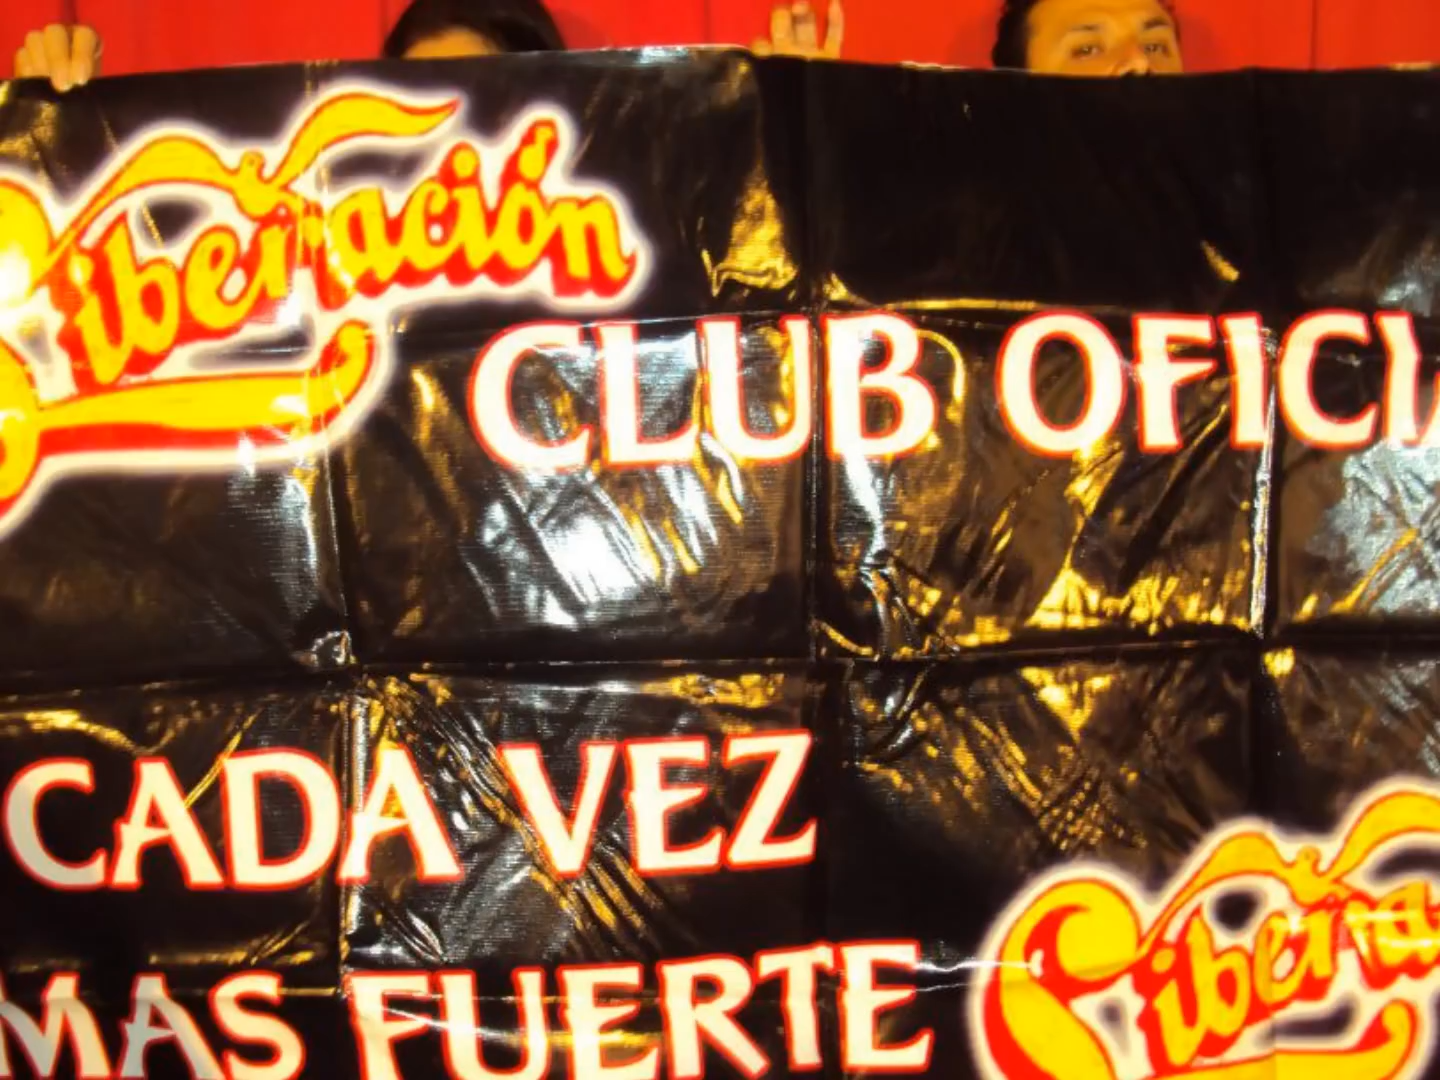 Liberación
CLUB OFICI
CADA VEZ
MAS FUERTE
Libera